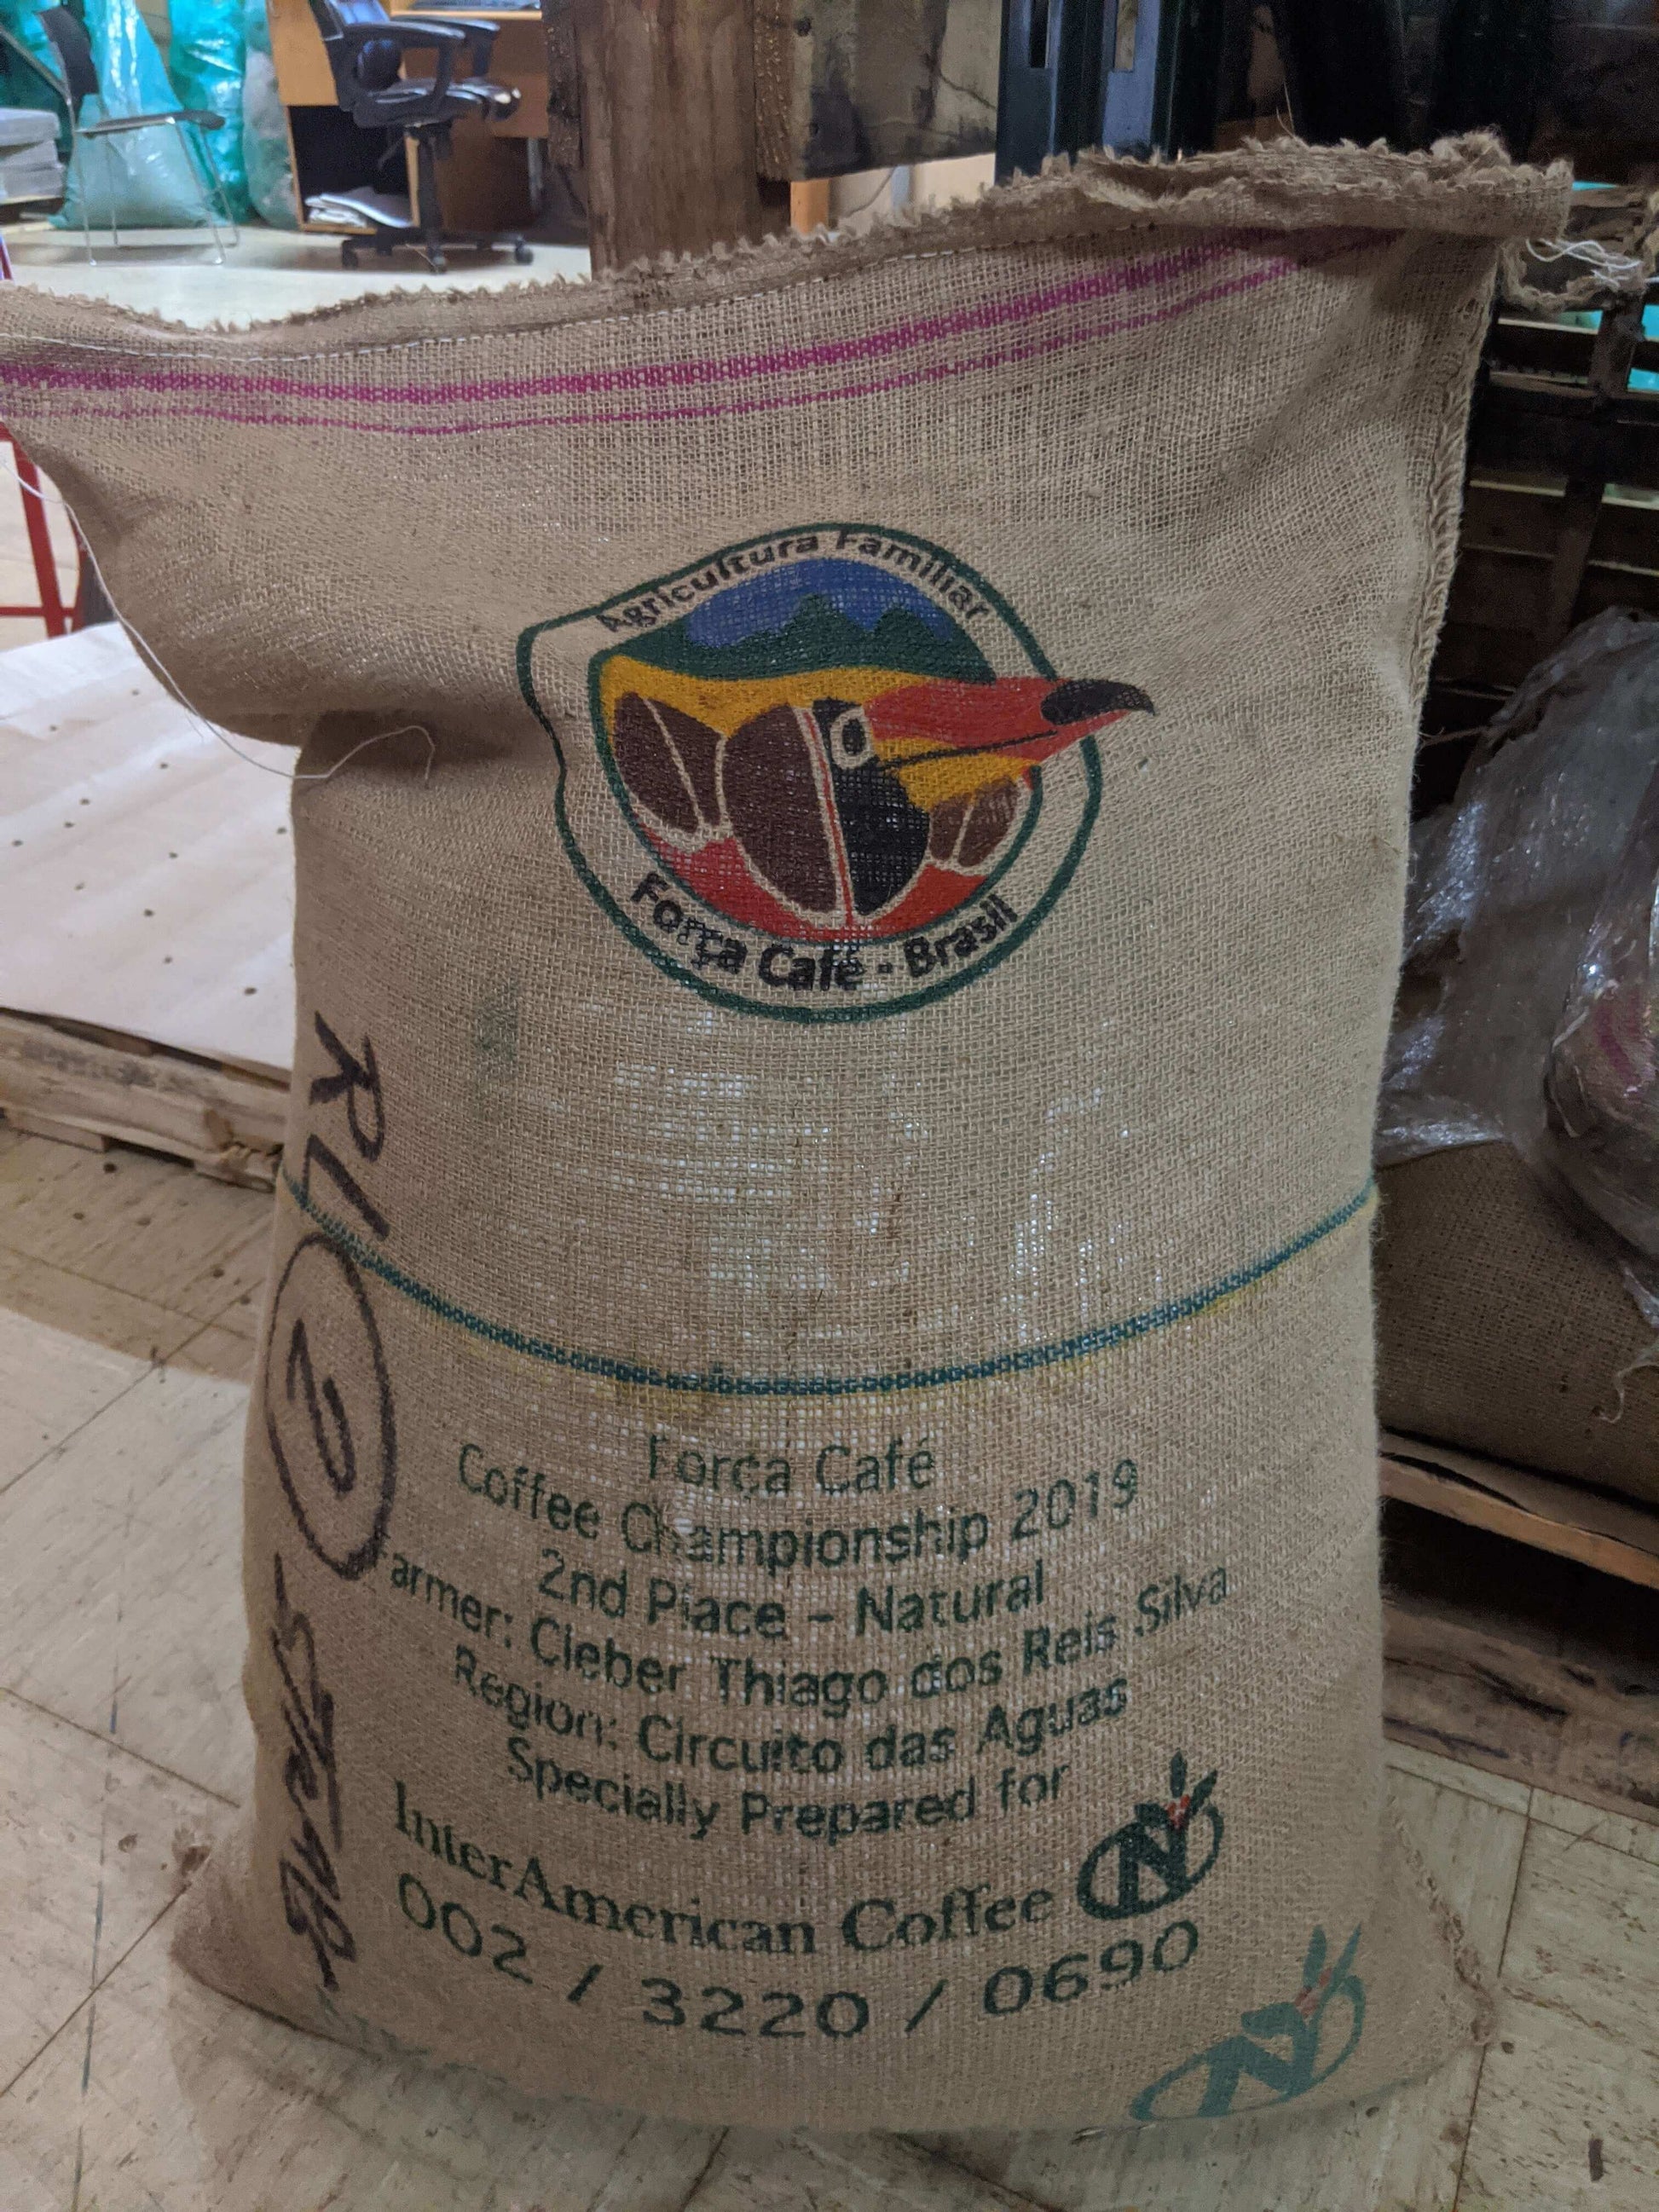 Agricultura Familiar
Força Café - Brasil
Força Café
Coffee Championship 2019
2nd Place – Natural
Farmer: Cleber Thiago dos Reis Silva
Region: Circuito das Aguas
Specially Prepared for
InterAmerican Coffee
002 / 3220 / 0690